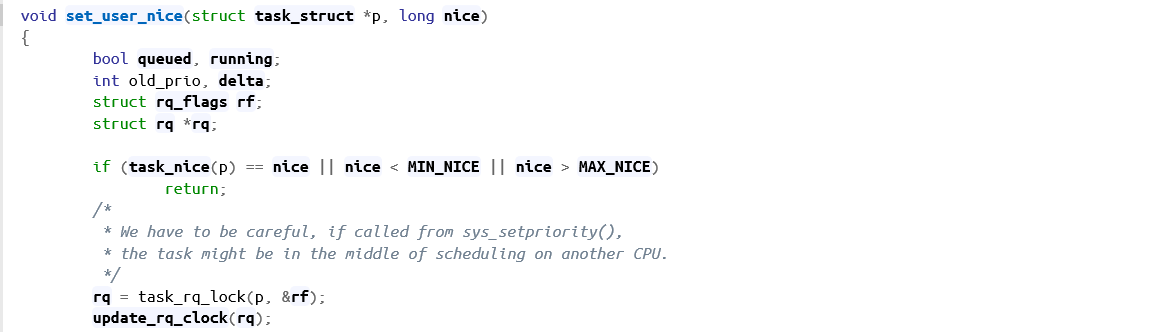 void set_user_nice(struct task_struct *p, long nice)
{
        bool queued, running;
        int old_prio, delta;
        struct rq_flags rf;
        struct rq *rq;

        if (task_nice(p) == nice || nice < MIN_NICE || nice > MAX_NICE)
                return;
        /*
         * We have to be careful, if called from sys_setpriority(),
         * the task might be in the middle of scheduling on another CPU.
         */
        rq = task_rq_lock(p, &rf);
        update_rq_clock(rq);